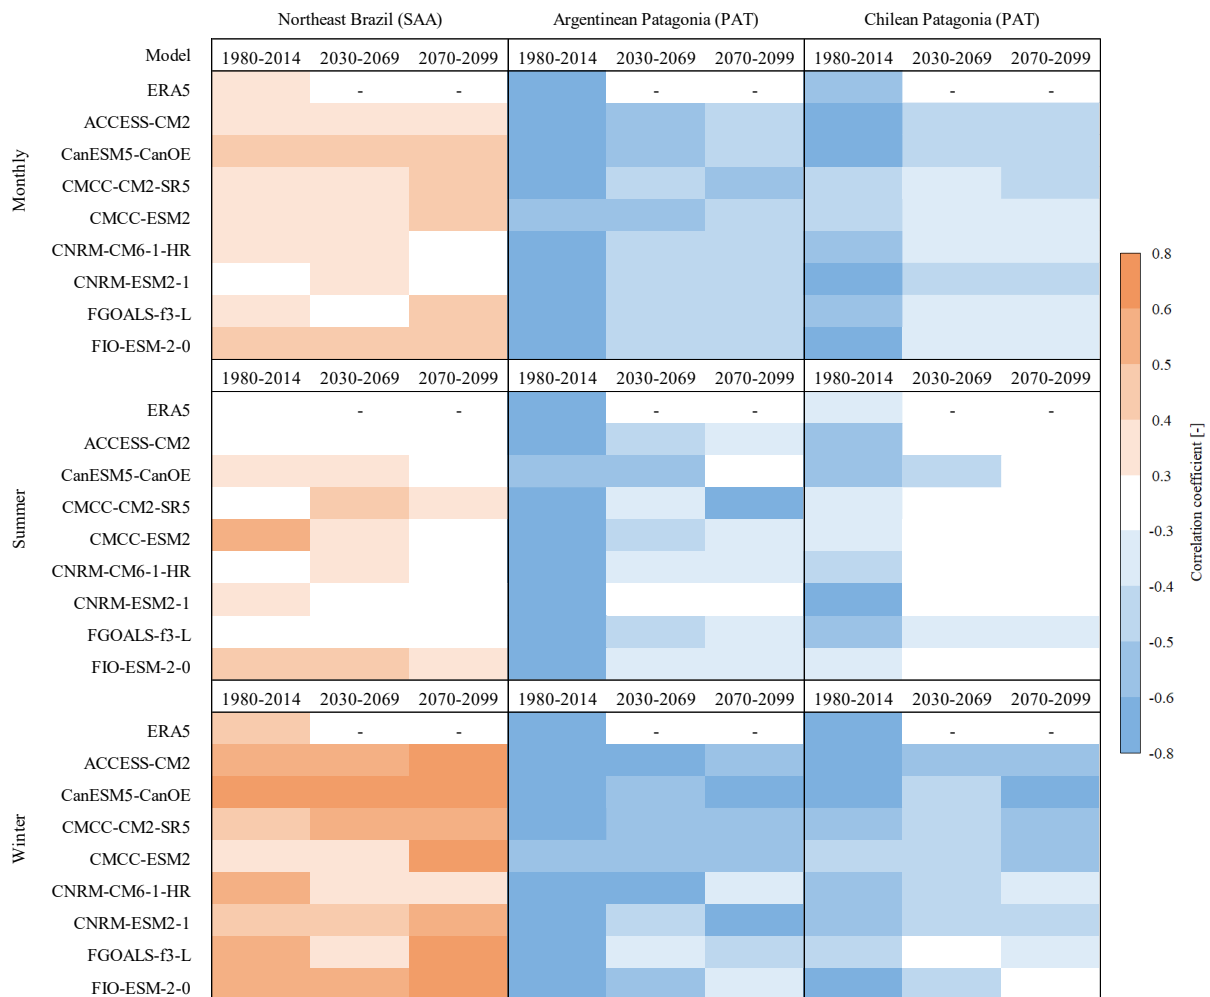 Northeast Brazil (SAA) Argentinean Patagonia (PAT) Chilean Patagonia (PAT)
Model 1980-2014 2030-2069 2070-2099 1980-2014 2030-2069 2070-2099 1980-2014 2030-2069 2070-2099
Monthly
ERA5 - - - - - -
ACCESS-CM2
CanESM5-CanOE
CMCC-CM2-SR5
CMCC-ESM2
CNRM-CM6-1-HR
CNRM-ESM2-1
FGOALS-f3-L
FIO-ESM-2-0
1980-2014 2030-2069 2070-2099 1980-2014 2030-2069 2070-2099 1980-2014 2030-2069 2070-2099
Summer
ERA5 - - - - - -
ACCESS-CM2
CanESM5-CanOE
CMCC-CM2-SR5
CMCC-ESM2
CNRM-CM6-1-HR
CNRM-ESM2-1
FGOALS-f3-L
FIO-ESM-2-0
1980-2014 2030-2069 2070-2099 1980-2014 2030-2069 2070-2099 1980-2014 2030-2069 2070-2099
Winter
ERA5 - - - - - -
ACCESS-CM2
CanESM5-CanOE
CMCC-CM2-SR5
CMCC-ESM2
CNRM-CM6-1-HR
CNRM-ESM2-1
FGOALS-f3-L
FIO-ESM-2-0
0.8
0.6
0.5
0.4
0.3
-0.3
-0.4
-0.5
-0.6
-0.8
Correlation coefficient [-]